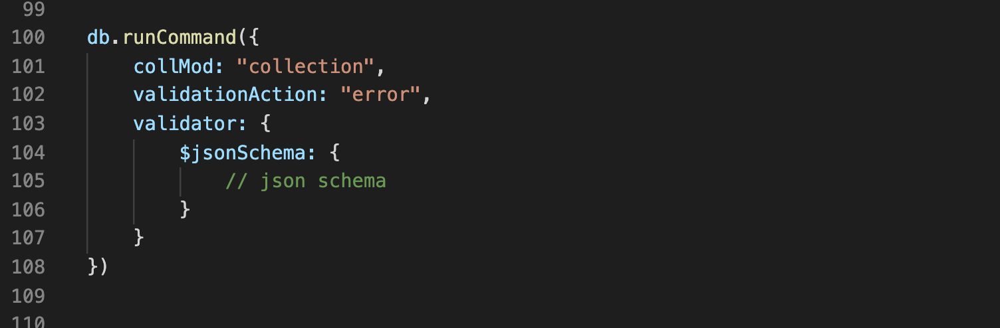 99
100 db.runCommand({
101 collMod: "collection",
102 validationAction: "error",
103 validator: {
104 $jsonSchema: {
105 // json schema
106 }
107 }
108 })
109
110